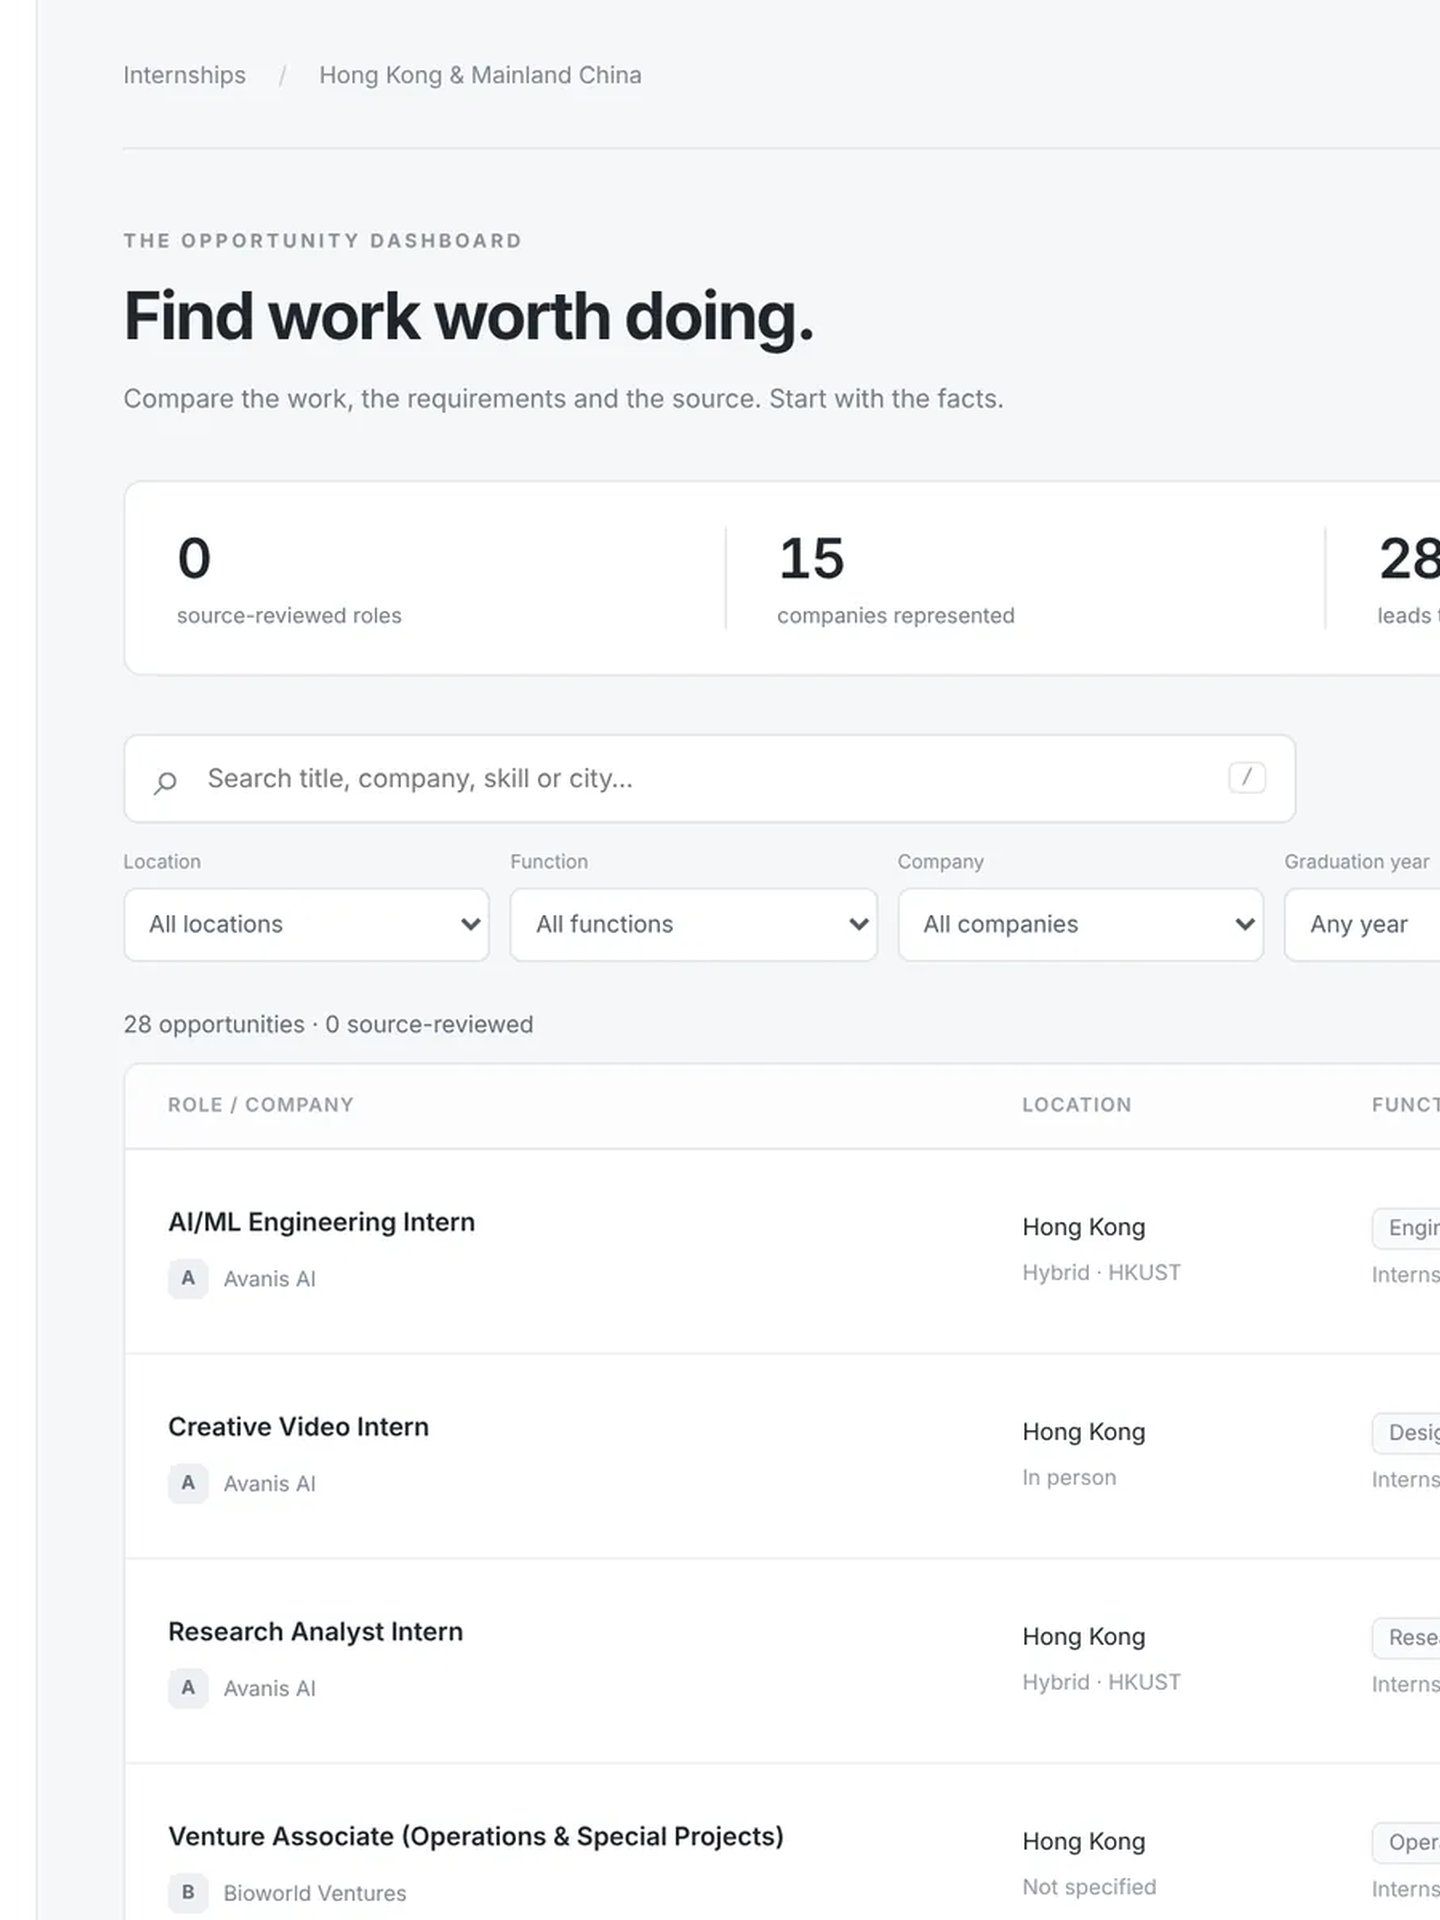 Internships / Hong Kong & Mainland China
THE OPPORTUNITY DASHBOARD
Find work worth doing.
Compare the work, the requirements and the source. Start with the facts.
0 15 28
source-reviewed roles companies represented leads
Search title, company, skill or city... /
Location Function Company Graduation year
All locations All functions All companies Any year
28 opportunities · 0 source-reviewed
ROLE / COMPANY LOCATION
AI/ML Engineering Intern Hong Kong
A Avanis AI Hybrid · HKUST
Creative Video Intern Hong Kong
A Avanis AI In person
Research Analyst Intern Hong Kong
A Avanis AI Hybrid · HKUST
Venture Associate (Operations & Special Projects) Hong Kong
B Bioworld Ventures Not specified